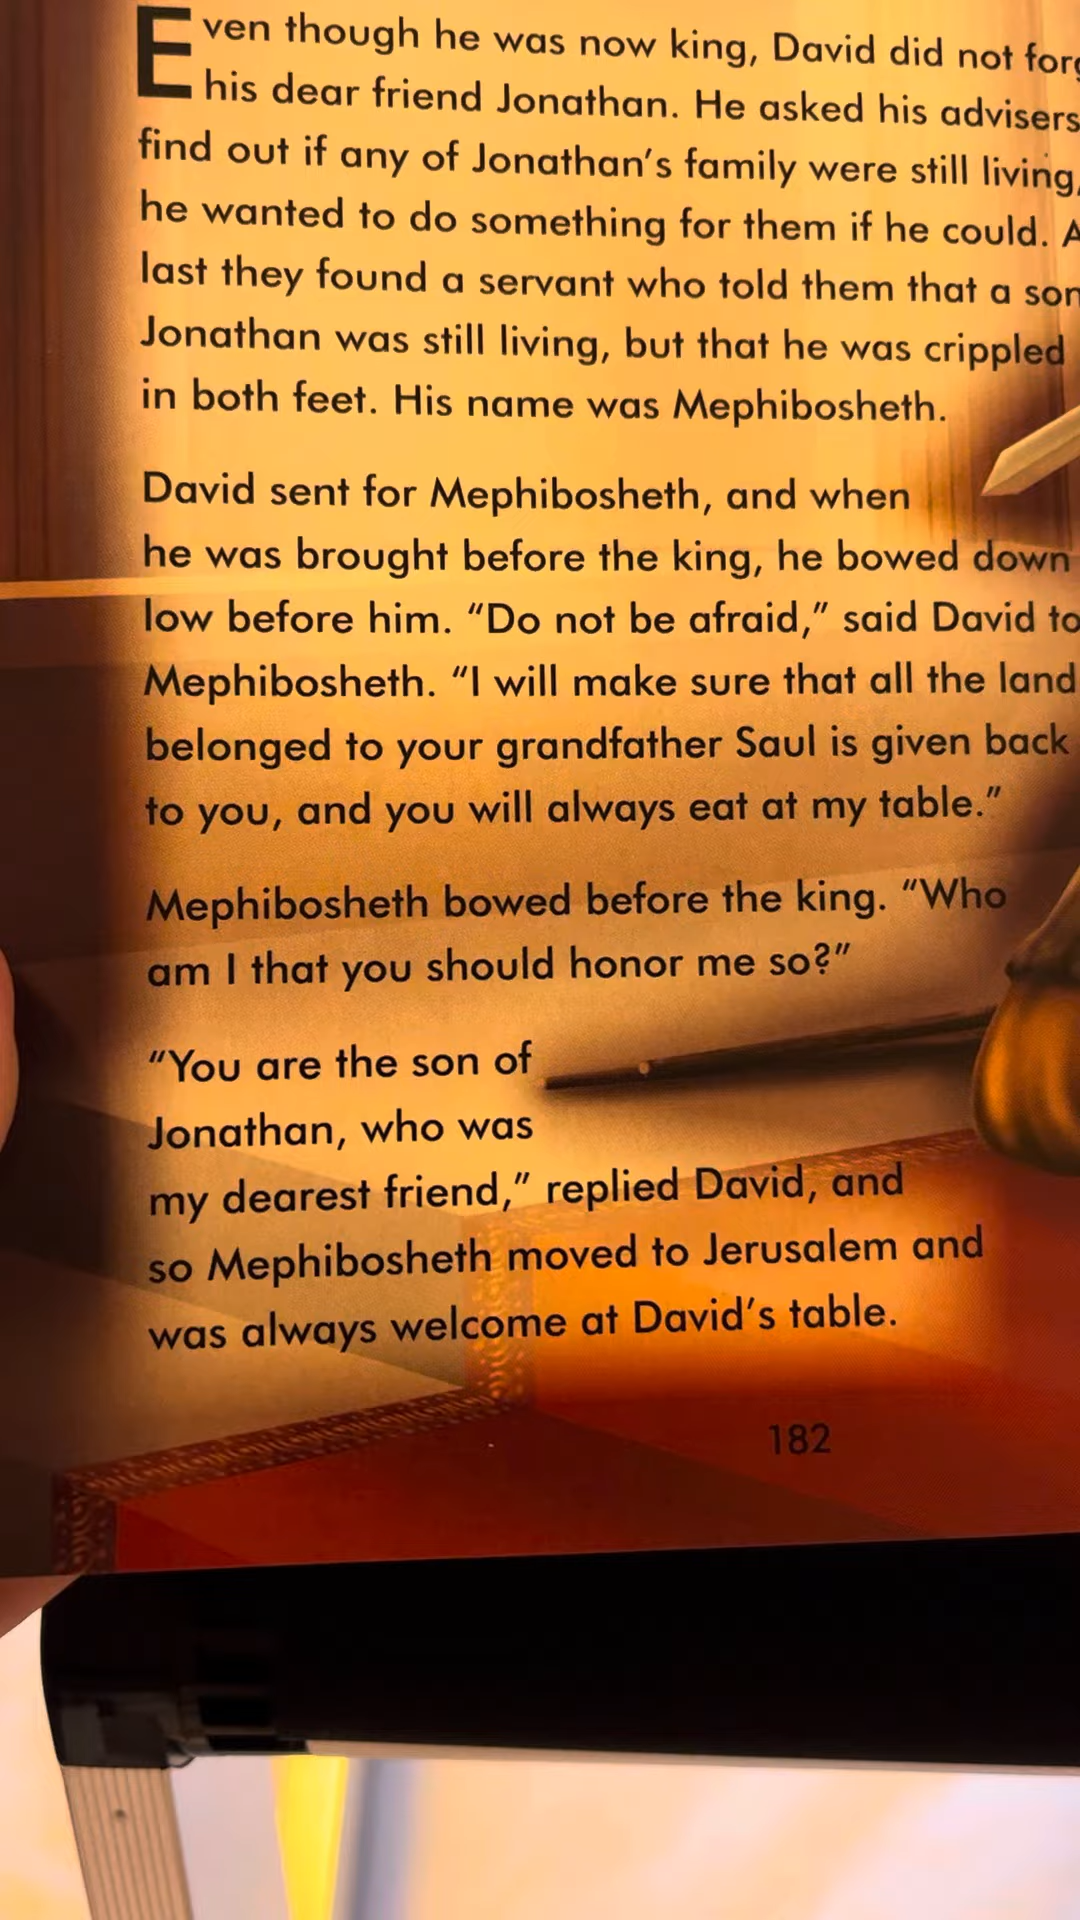 Even though he was now king, David did not
his dear friend Jonathan. He asked his advisers
find out if any of Jonathan's family were still living,
he wanted to do something for them if he could.
last they found a servant who told them that a son
Jonathan was still living, but that he was crippled
in both feet. His name was Mephibosheth.
David sent for Mephibosheth, and when
he was brought before the king, he bowed down
low before him. “Do not be afraid,” said David to
Mephibosheth. “I will make sure that all the land
belonged to your grandfather Saul is given back
to you, and you will always eat at my table.”
Mephibosheth bowed before the king. “Who
am I that you should honor me so?”
“You are the son of
Jonathan, who was
my dearest friend,” replied David, and
so Mephibosheth moved to Jerusalem and
was always welcome at David's table.
182